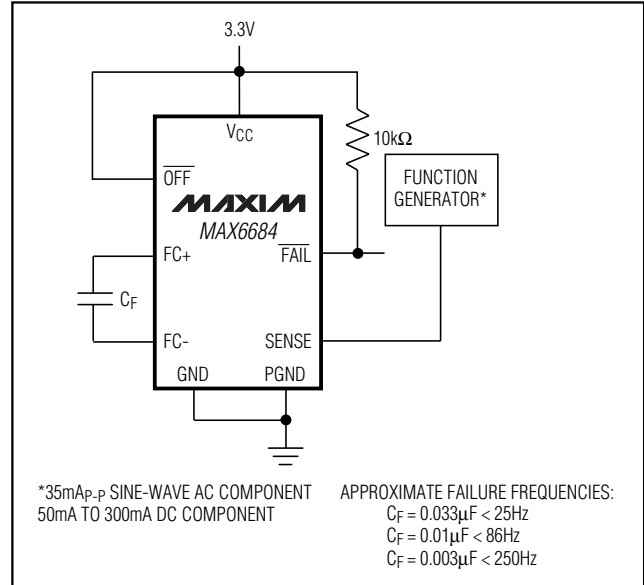 3.3V
VCC
10kΩ
OFF
FUNCTION
GENERATOR*
MAXIM
MAX6684
FC+
FAIL
CF
FC-
SENSE
GND
PGND
*35mAP-P SINE-WAVE AC COMPONENT
50mA TO 300mA DC COMPONENT
APPROXIMATE FAILURE FREQUENCIES:
CF = 0.033μF < 25Hz
CF = 0.01μF < 86Hz
CF = 0.003μF < 250Hz